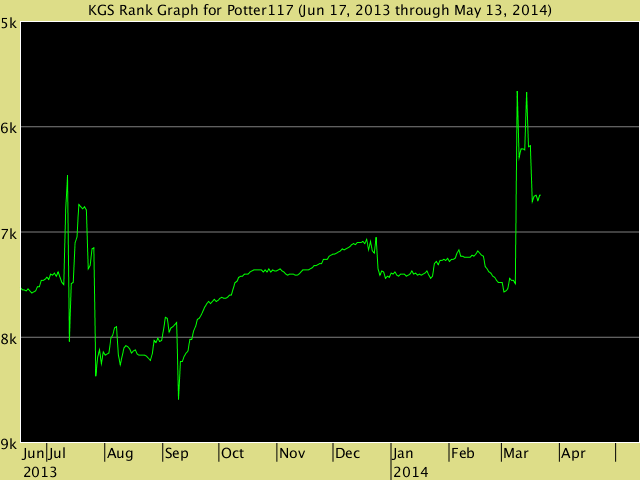 KGS Rank Graph for Potter117 (Jun 17, 2013 through May 13, 2014)
5k
6k
7k
8k
9k
Jun Jul Aug Sep Oct Nov Dec Jan Feb Mar Apr
2013 2014